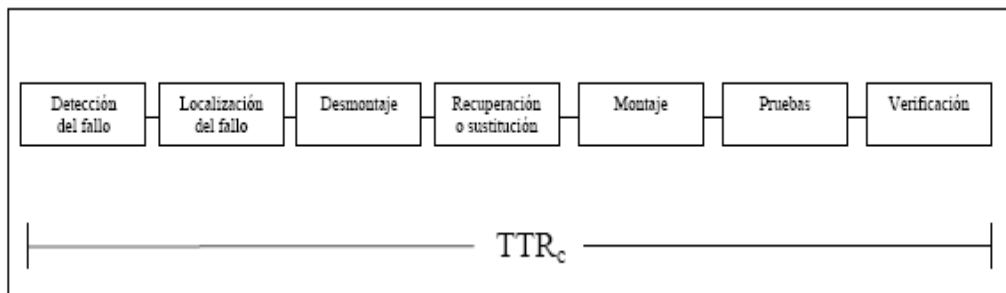 Detección
del fallo
Localización
del fallo
Desmontaje
Recuperación
o sustitución
Montaje
Pruebas
Verificación
TTRc